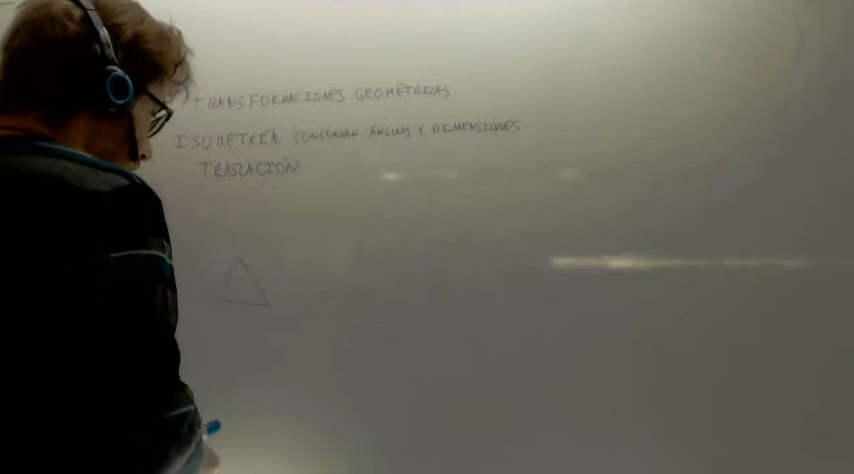 TRANSFORMACIONES GEOMÉTRICAS
ISOMETRÍA CONSERVAN ÁNGULOS Y DIMENSIONES
TRASLACIÓN